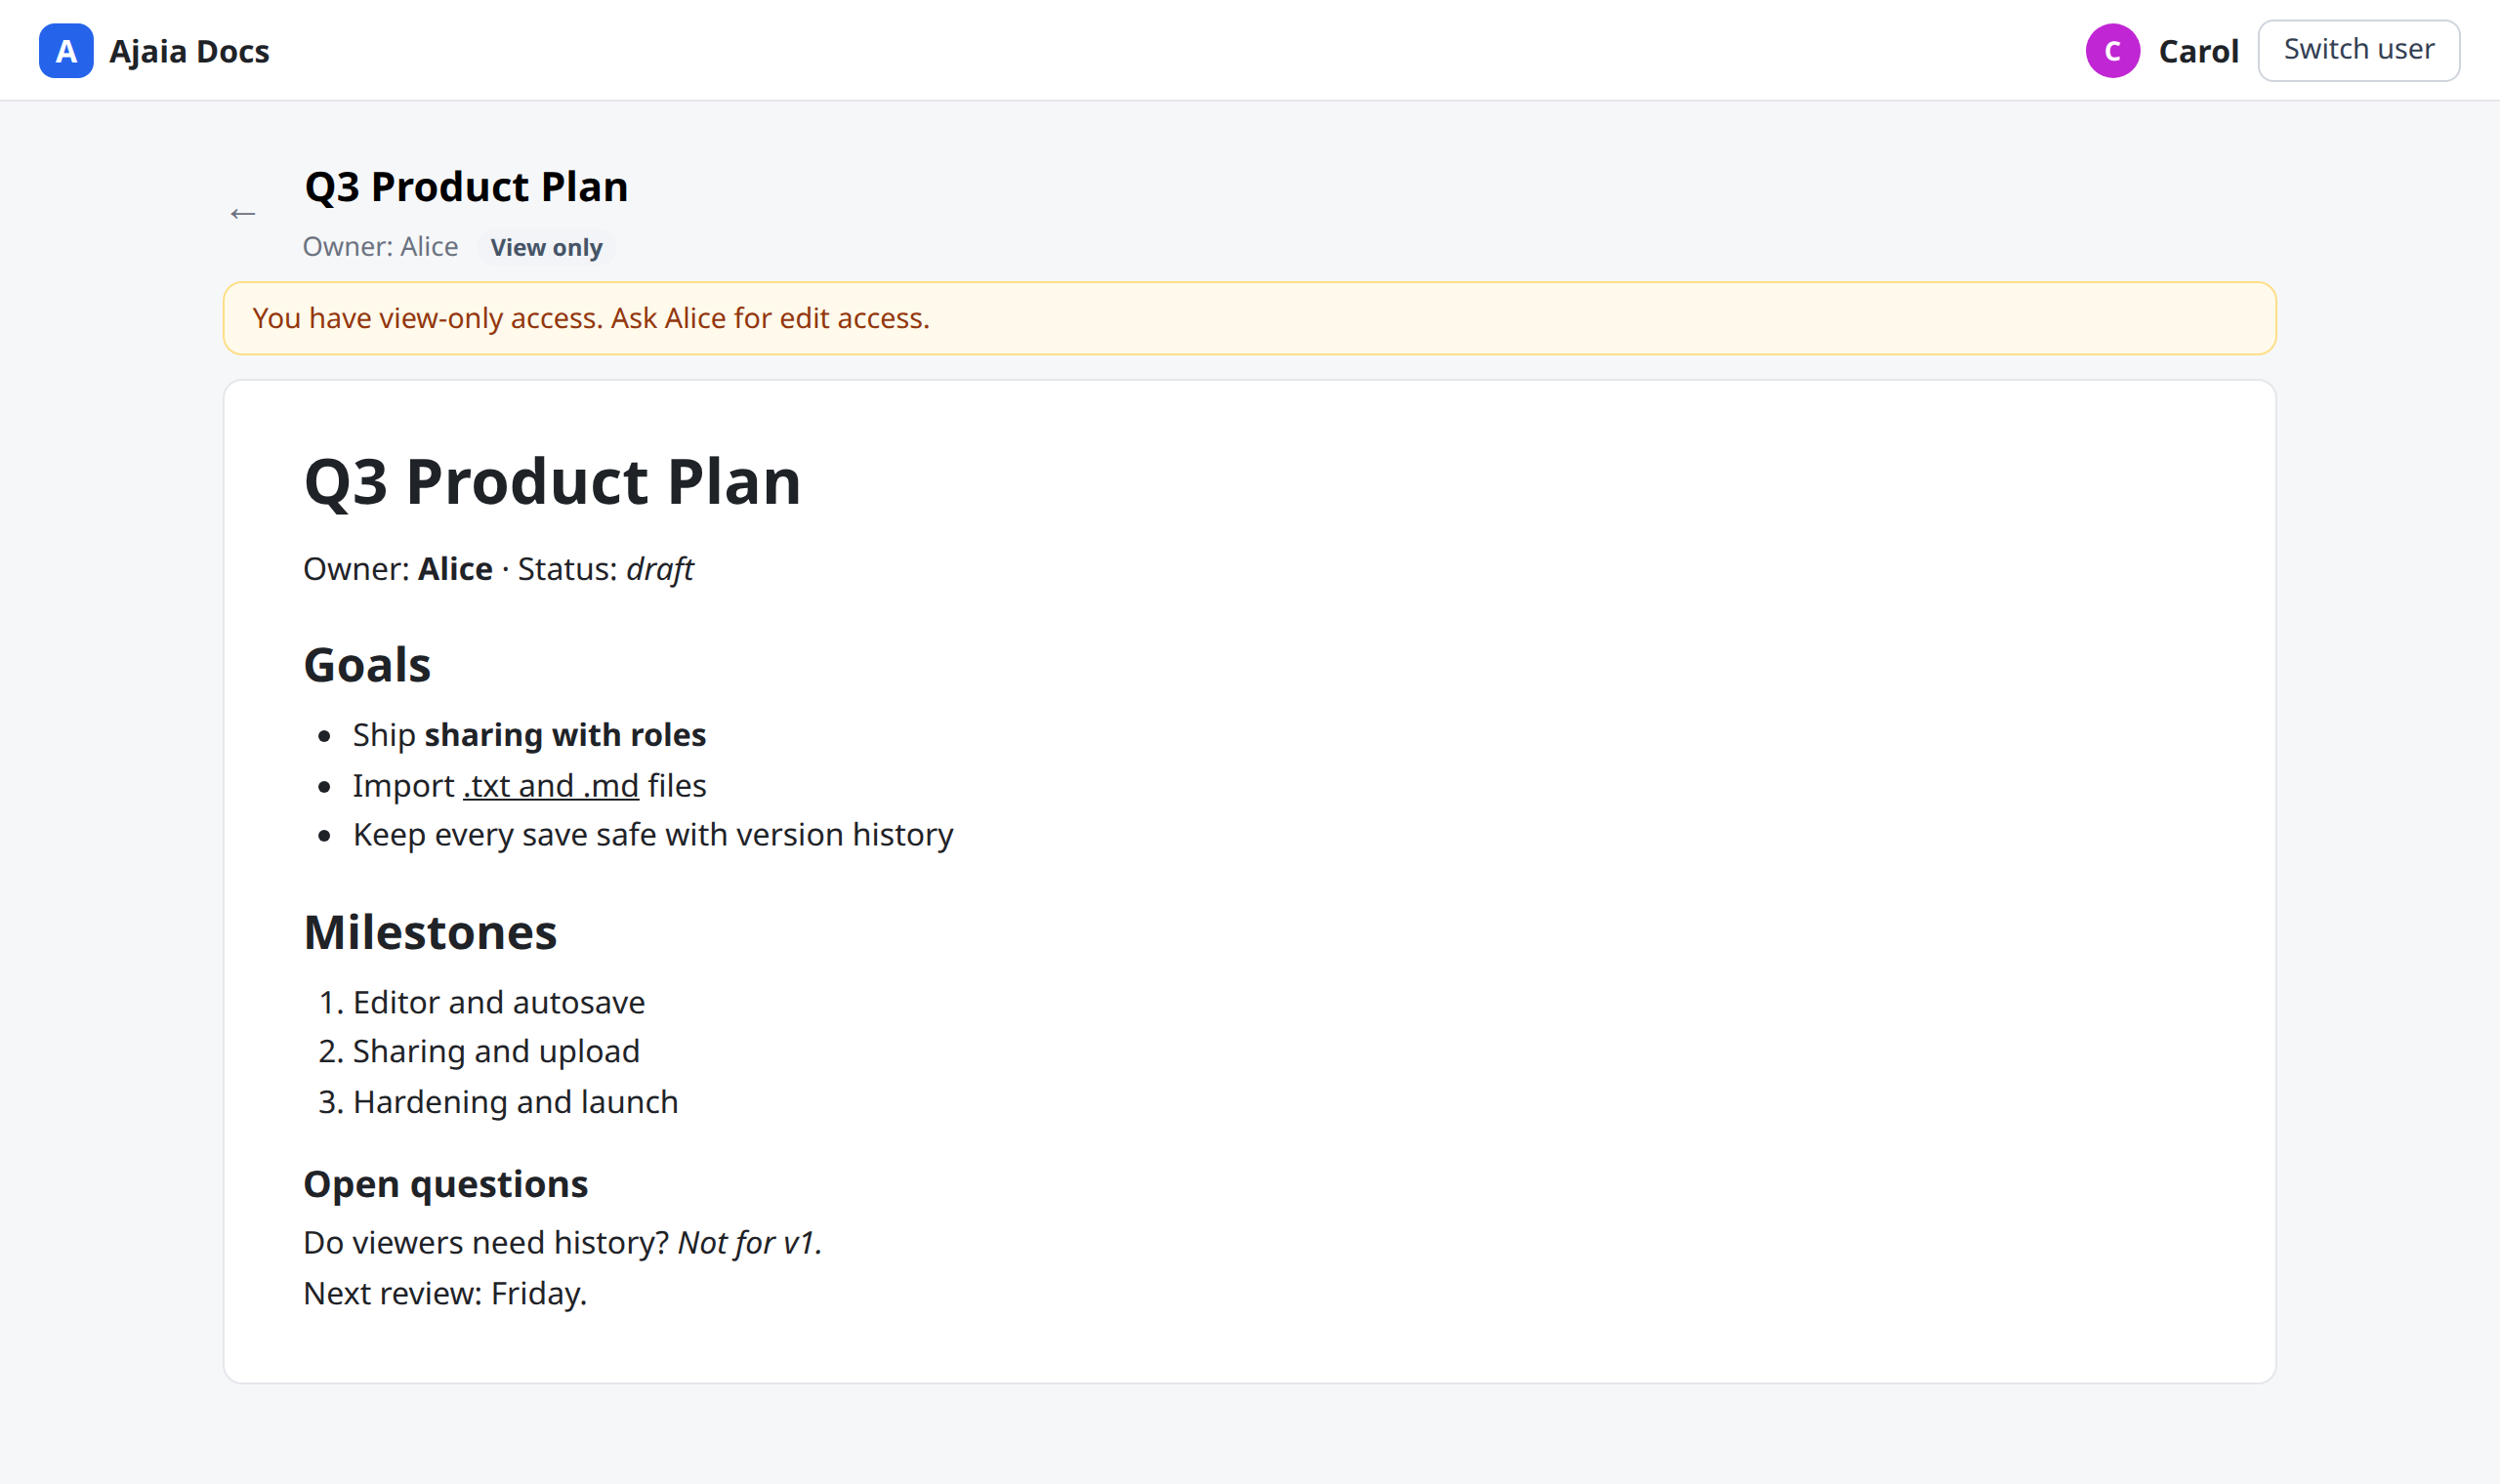 A Ajaia Docs
C Carol Switch user
← Q3 Product Plan
Owner: Alice View only
You have view-only access. Ask Alice for edit access.
Q3 Product Plan
Owner: Alice · Status: draft
Goals
• Ship sharing with roles
• Import .txt and .md files
• Keep every save safe with version history
Milestones
1. Editor and autosave
2. Sharing and upload
3. Hardening and launch
Open questions
Do viewers need history? Not for v1.
Next review: Friday.